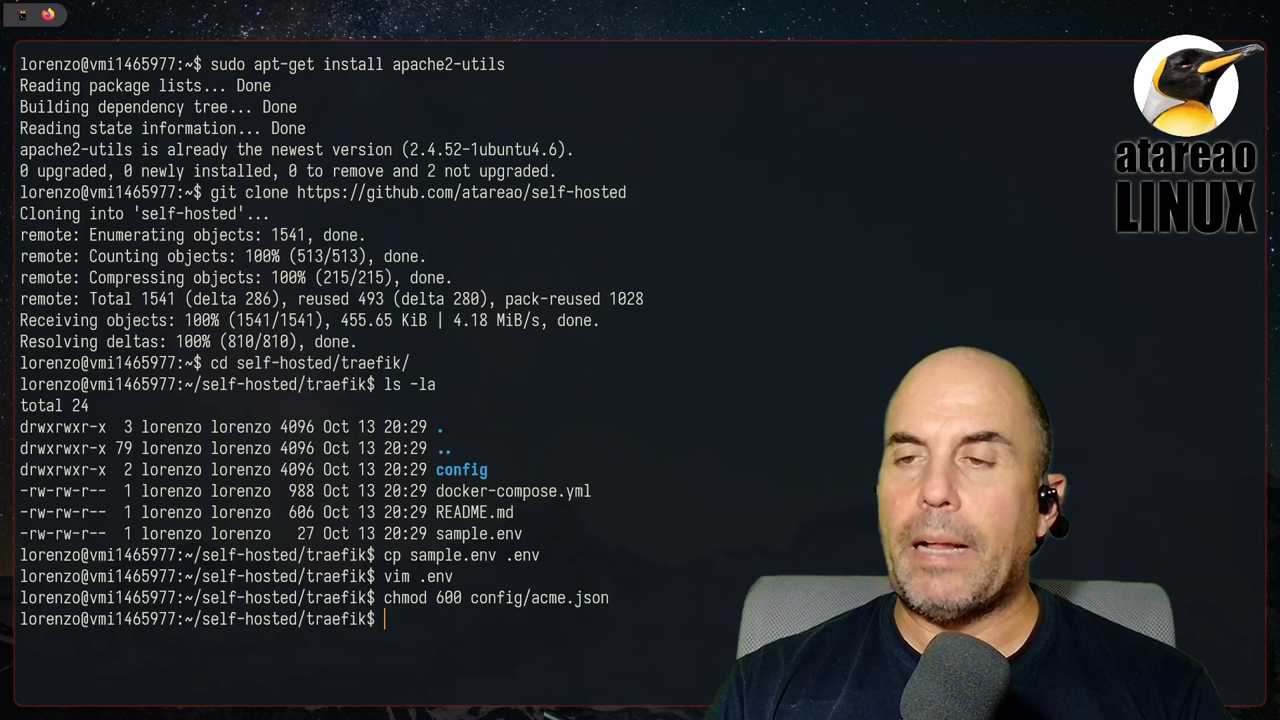 lorenzo@vmi1465977:~$ sudo apt-get install apache2-utils
Reading package lists... Done
Building dependency tree... Done
Reading state information... Done
apache2-utils is already the newest version (2.4.52-1ubuntu4.6).
0 upgraded, 0 newly installed, 0 to remove and 2 not upgraded.
lorenzo@vmi1465977:~$ git clone https://github.com/atareao/self-hosted
Cloning into 'self-hosted'...
remote: Enumerating objects: 1541, done.
remote: Counting objects: 100% (513/513), done.
remote: Compressing objects: 100% (215/215), done.
remote: Total 1541 (delta 286), reused 493 (delta 280), pack-reused 1028
Receiving objects: 100% (1541/1541), 455.65 KiB | 4.18 MiB/s, done.
Resolving deltas: 100% (810/810), done.
lorenzo@vmi1465977:~$ cd self-hosted/traefik/
lorenzo@vmi1465977:~/self-hosted/traefik$ ls -la
total 24
drwxrwxr-x  3 lorenzo lorenzo 4096 Oct 13 20:29 .
drwxrwxr-x 79 lorenzo lorenzo 4096 Oct 13 20:29 ..
drwxrwxr-x  2 lorenzo lorenzo 4096 Oct 13 20:29 config
-rw-rw-r--  1 lorenzo lorenzo  988 Oct 13 20:29 docker-compose.yml
-rw-rw-r--  1 lorenzo lorenzo  606 Oct 13 20:29 README.md
-rw-rw-r--  1 lorenzo lorenzo   27 Oct 13 20:29 sample.env
lorenzo@vmi1465977:~/self-hosted/traefik$ cp sample.env .env
lorenzo@vmi1465977:~/self-hosted/traefik$ vim .env
lorenzo@vmi1465977:~/self-hosted/traefik$ chmod 600 config/acme.json
lorenzo@vmi1465977:~/self-hosted/traefik$
atareao
LINUX